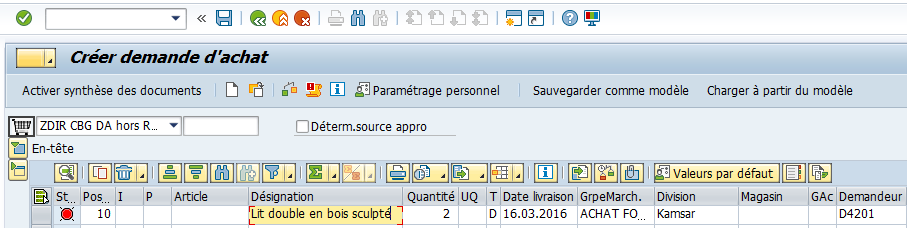 Créer demande d'achat
Activer synthèse des documents Paramétrage personnel Sauvegarder comme modèle Charger à partir du modèle
ZDIR CBG DA hors R... Déterm.source appro
En-tête
Valeurs par défaut
St... Pos... I P Article Désignation Quantité UQ T Date livraison GrpeMarch. Division Magasin GAc Demandeur
10 Lit double en bois sculpté 2 D 16.03.2016 ACHAT FO... Kamsar D4201